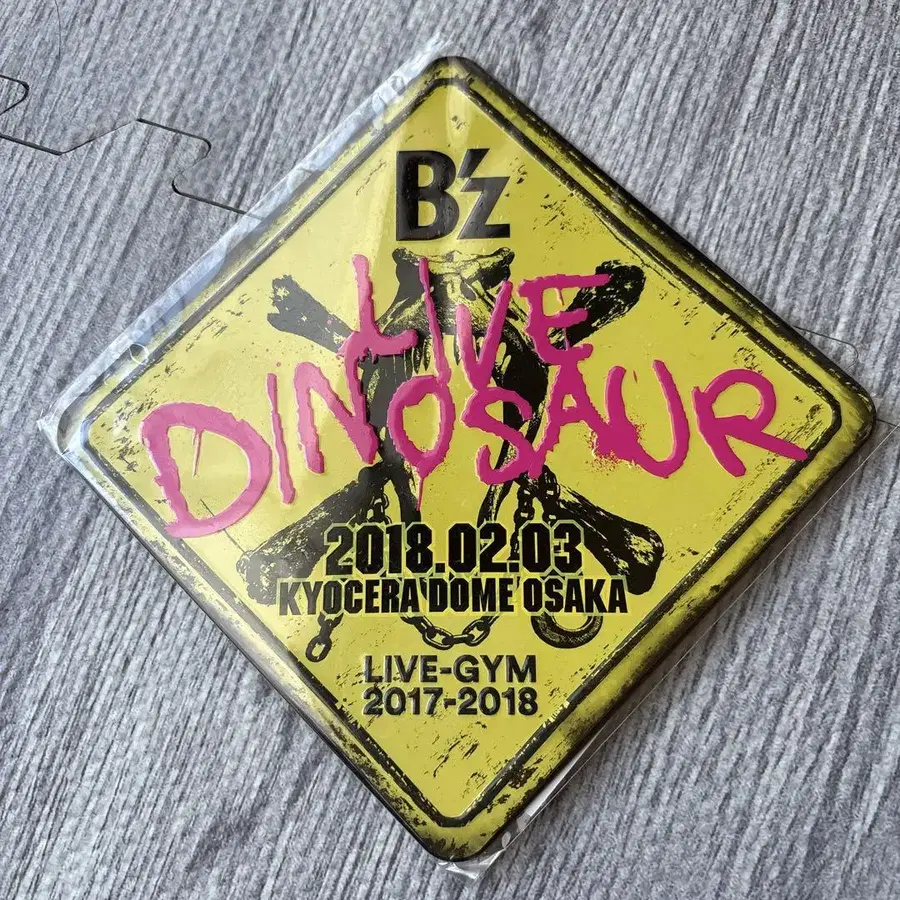 B'z
LIVE
DINOSAUR
2018.02.03
KYOCERA DOME OSAKA
LIVE-GYM
2017-2018